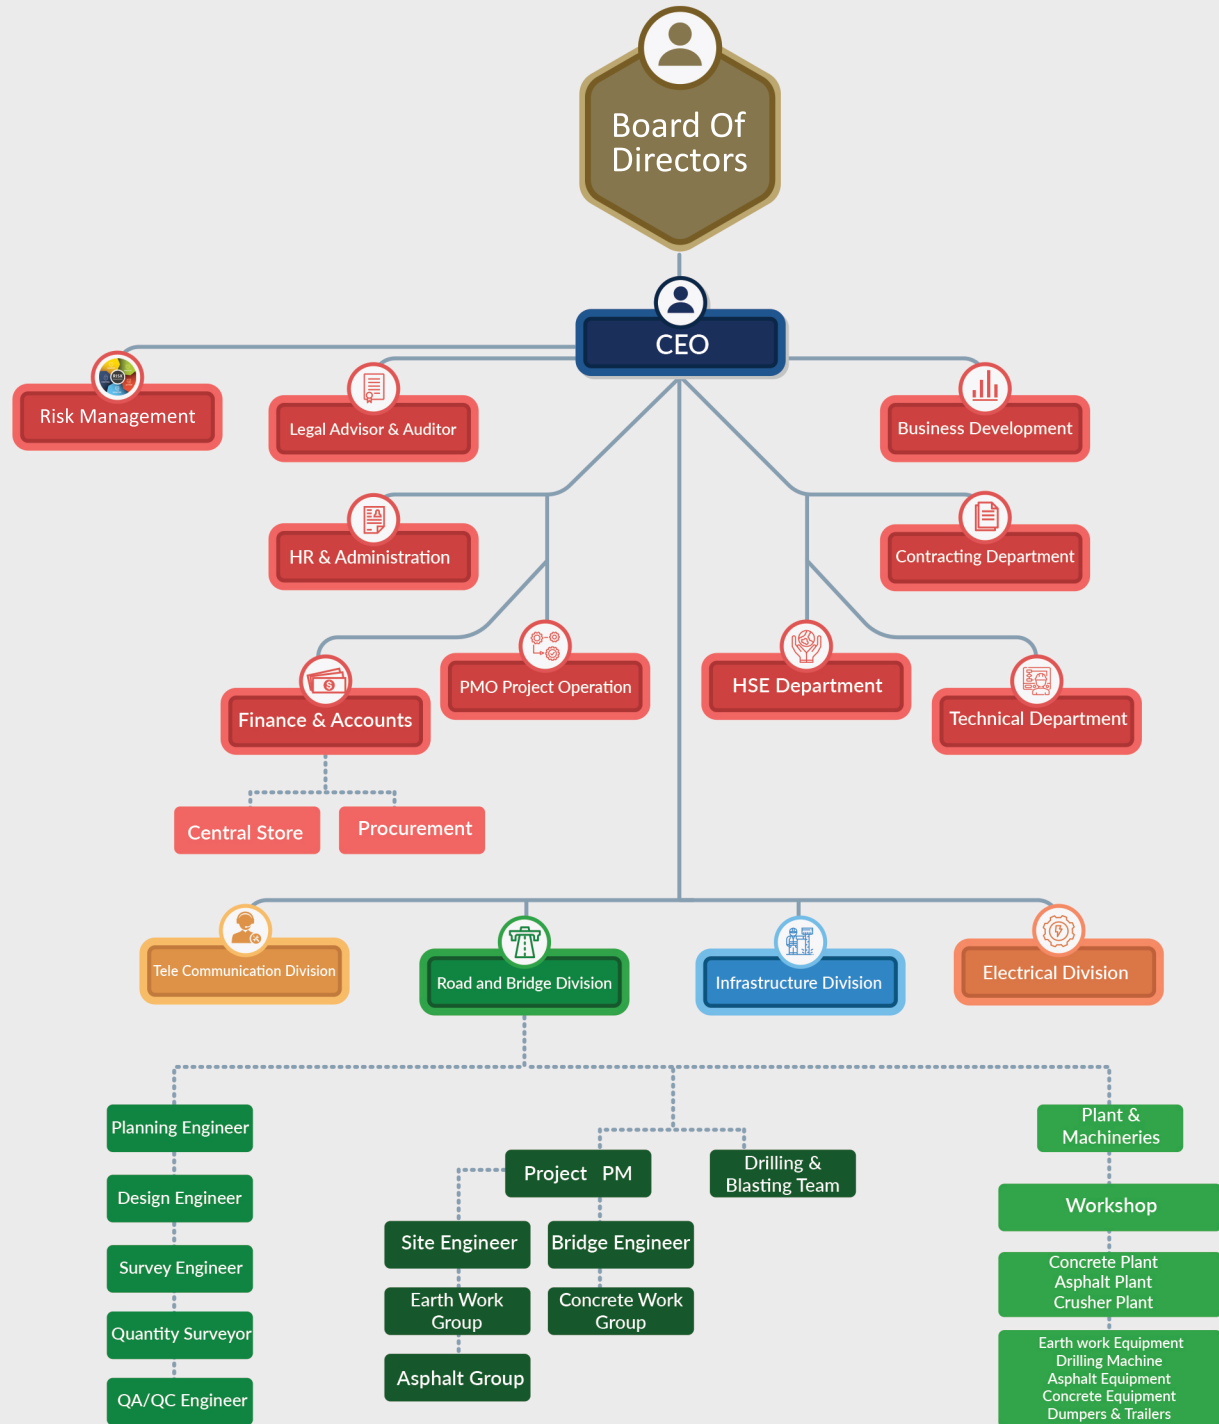 Board Of
Directors
CEO
Risk Management
Legal Advisor & Auditor
Business Development
HR & Administration
Contracting Department
Finance & Accounts
PMO Project Operation
HSE Department
Technical Department
Central Store
Procurement
Tele Communication Division
Road and Bridge Division
Infrastructure Division
Electrical Division
Planning Engineer
Design Engineer
Survey Engineer
Quantity Surveyor
QA/QC Engineer
Project PM
Drilling &
Blasting Team
Site Engineer
Bridge Engineer
Earth Work
Group
Concrete Work
Group
Asphalt Group
Plant &
Machineries
Workshop
Concrete Plant
Asphalt Plant
Crusher Plant
Earth work Equipment
Drilling Machine
Asphalt Equipment
Concrete Equipment
Dumpers & Trailers